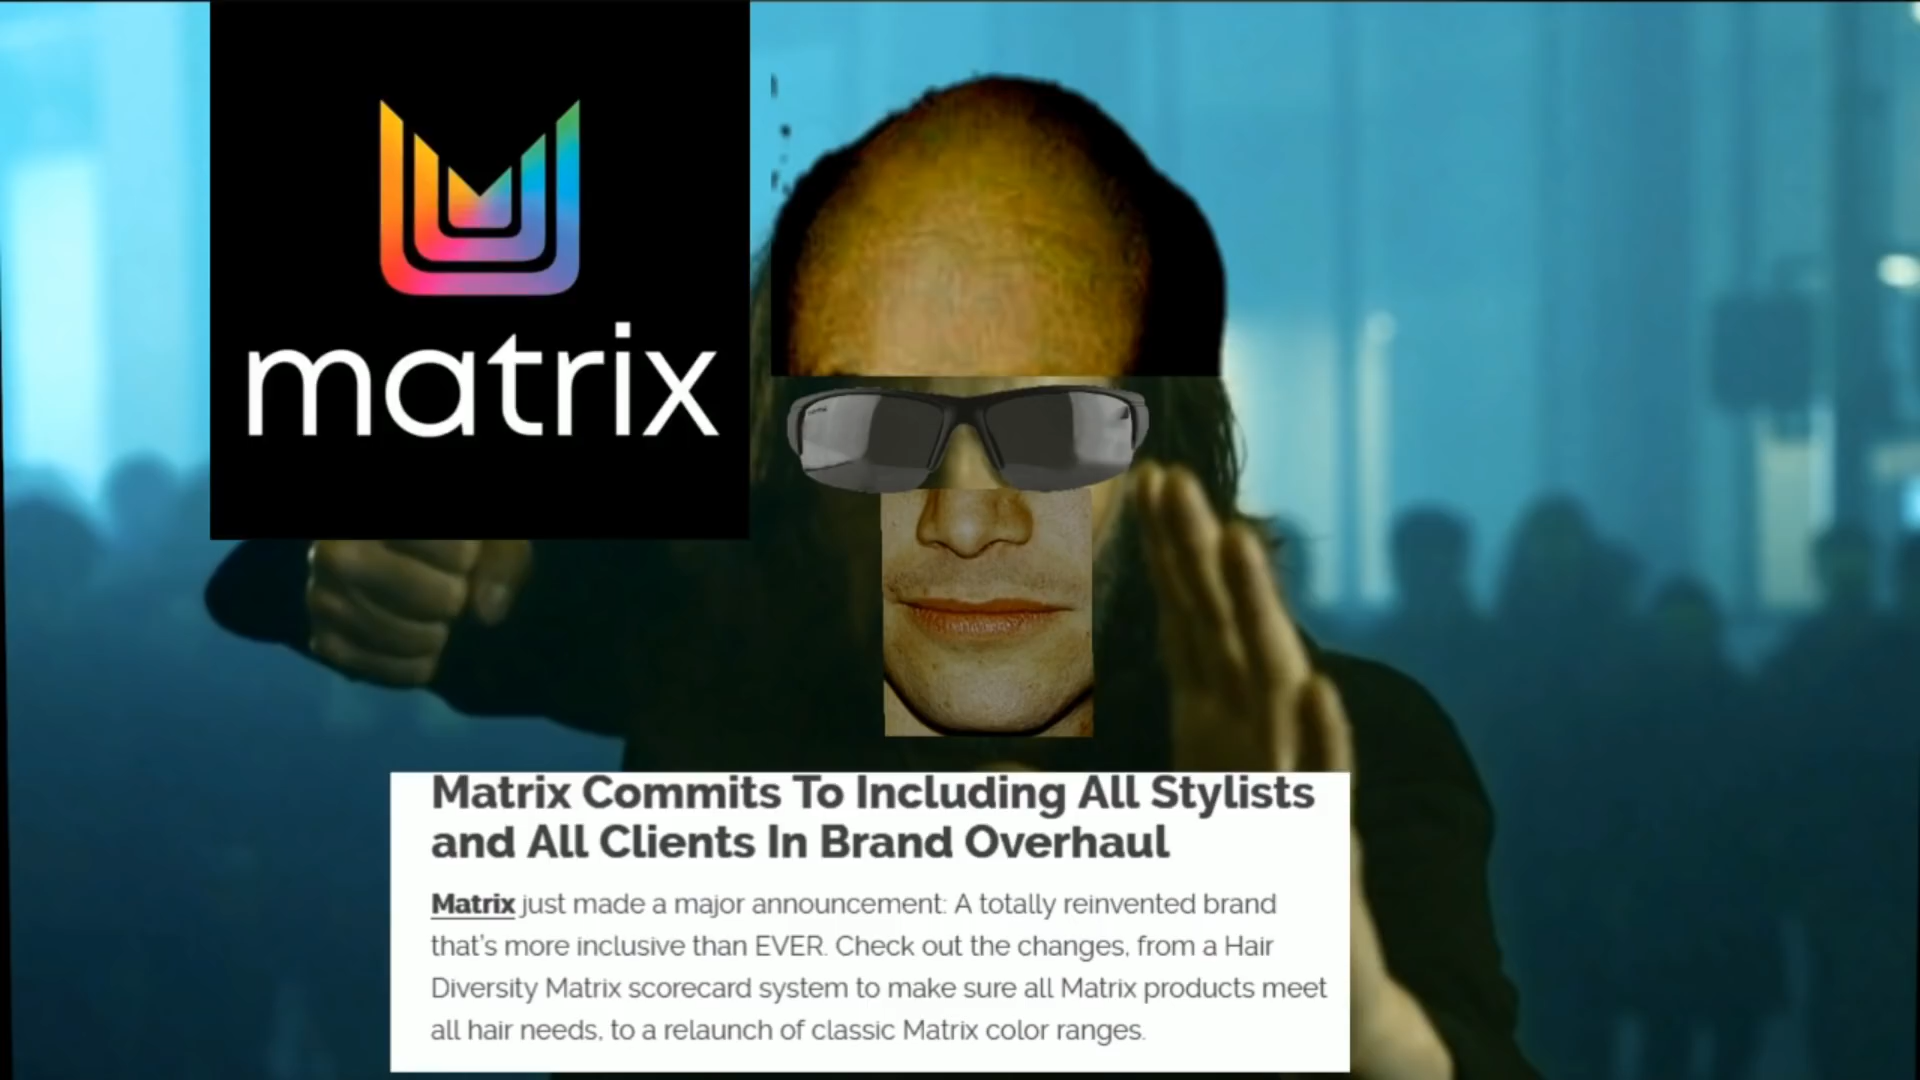 matrix
Matrix Commits To Including All Stylists
and All Clients In Brand Overhaul
Matrix just made a major announcement: A totally reinvented brand
that's more inclusive than EVER. Check out the changes, from a Hair
Diversity Matrix scorecard system to make sure all Matrix products meet
all hair needs, to a relaunch of classic Matrix color ranges.